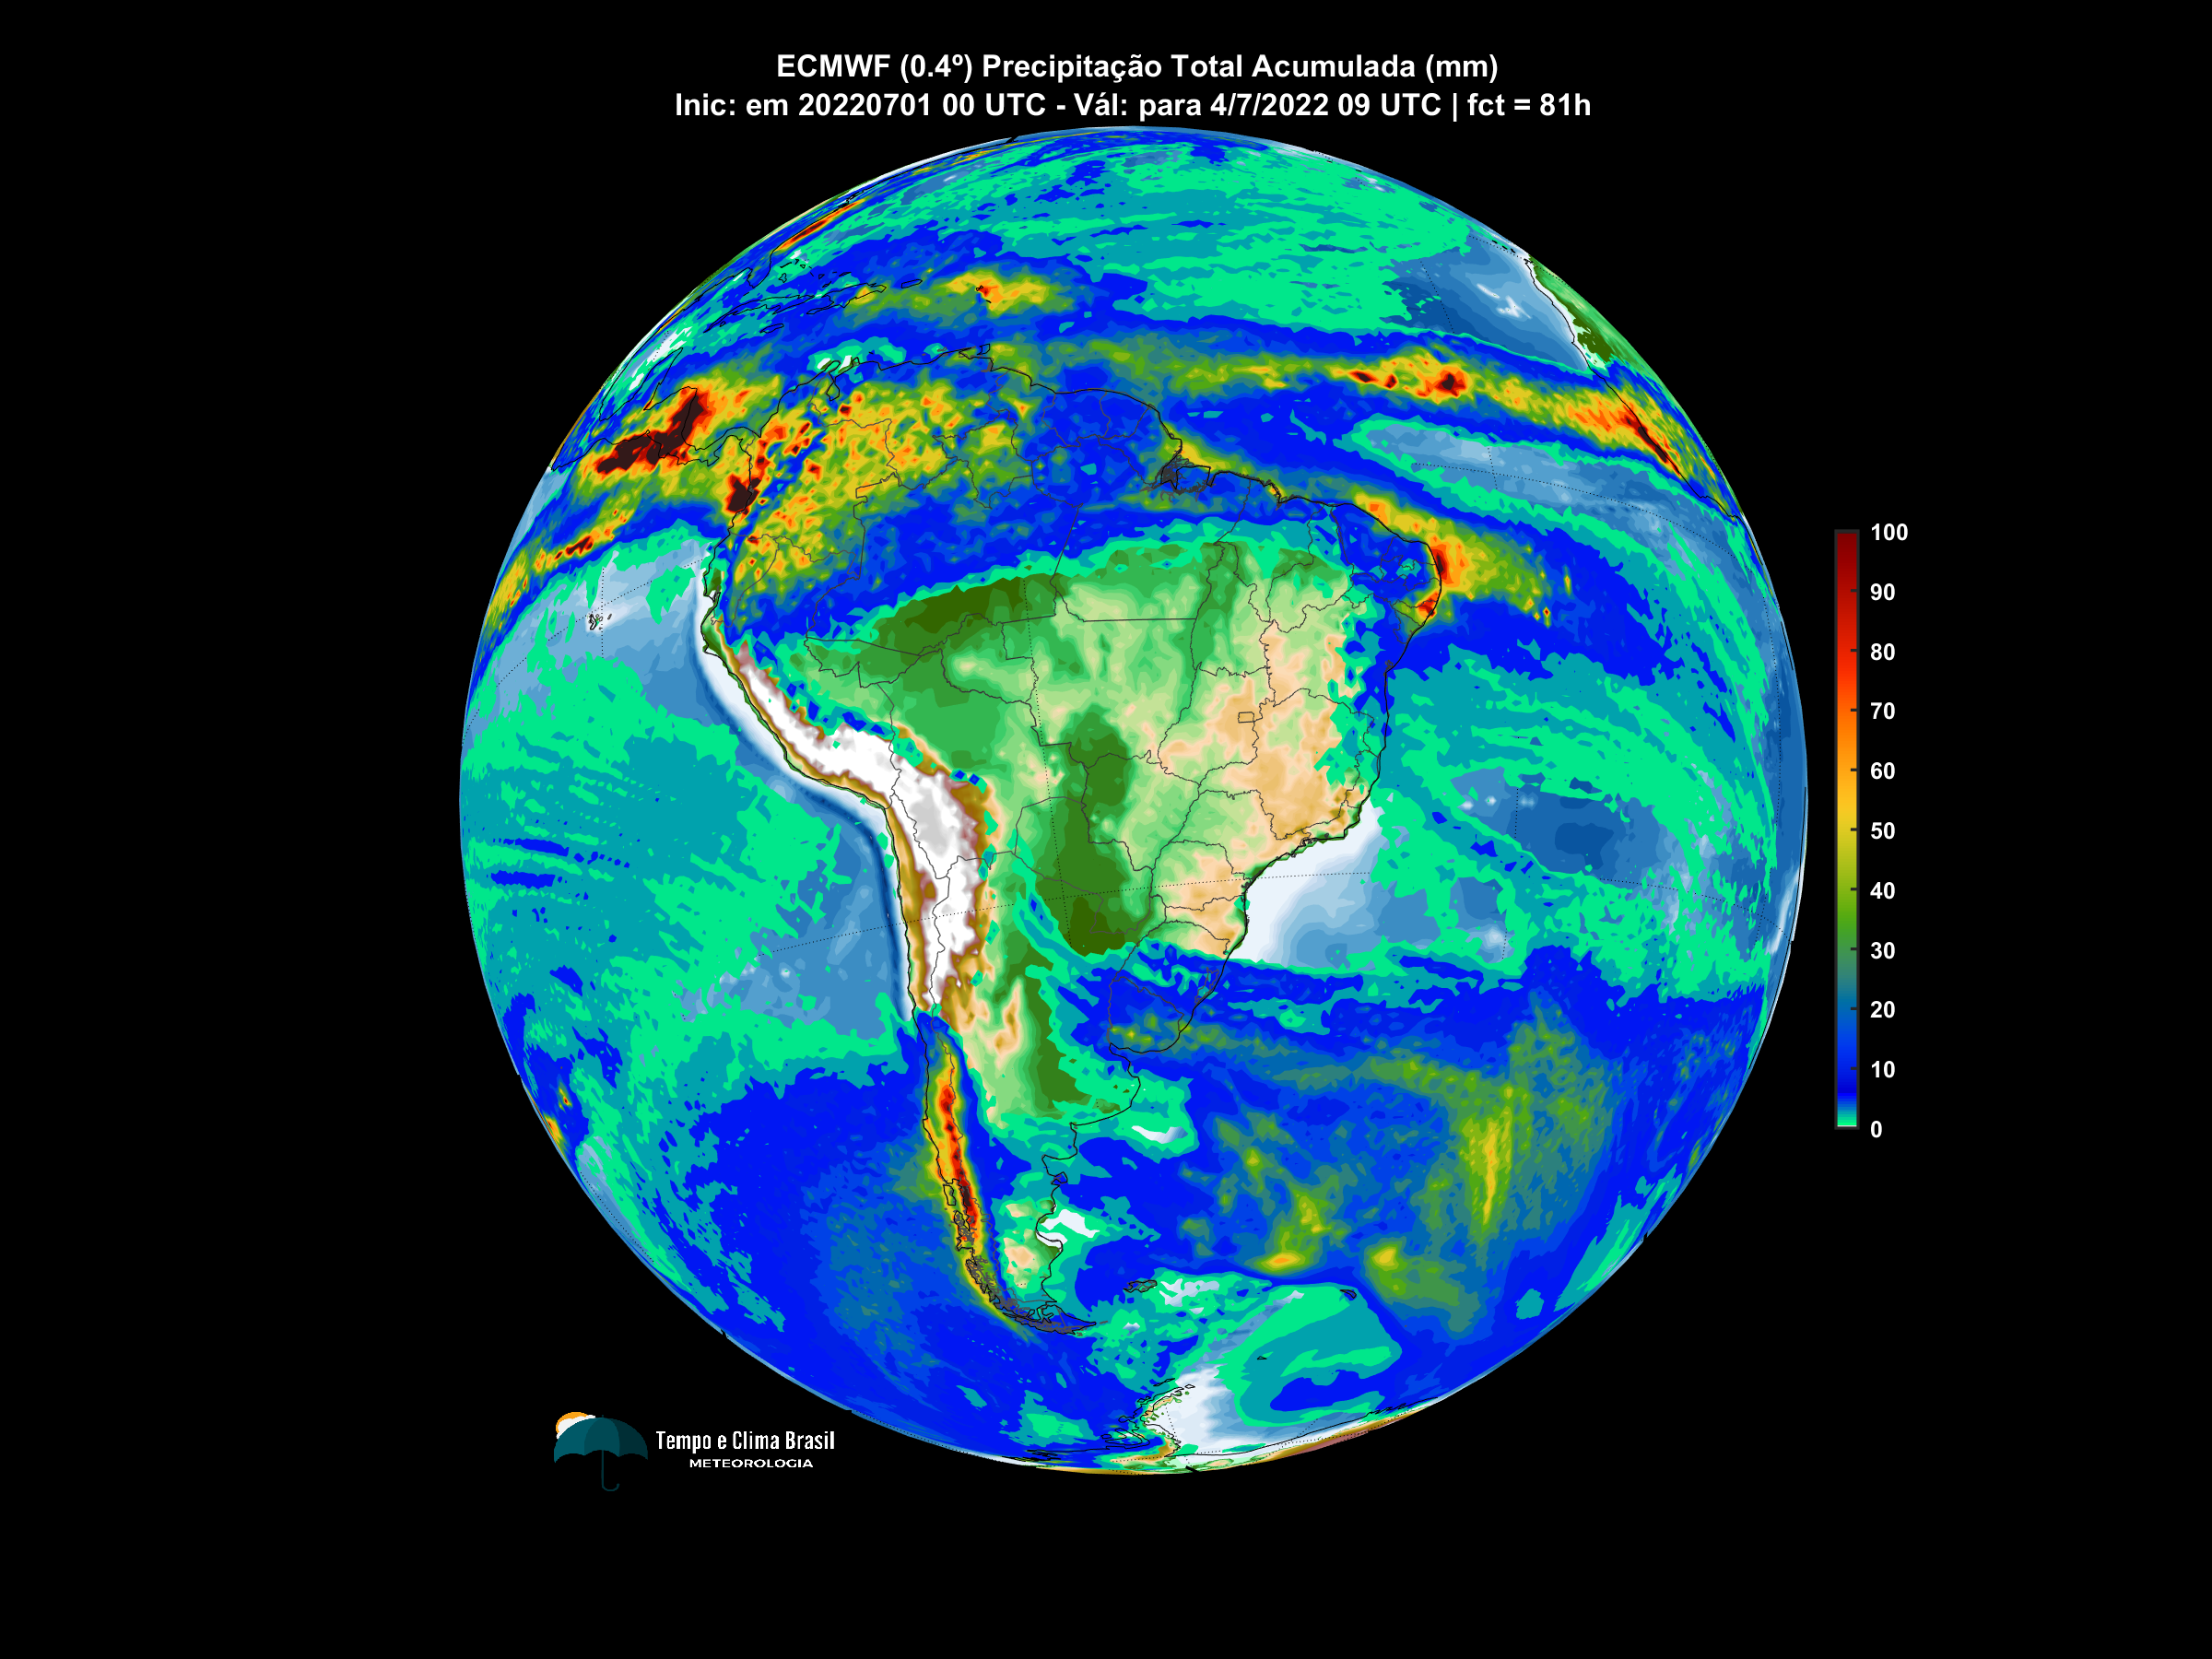 ECMWF (0.4º) Precipitação Total Acumulada (mm)
Inic: em 20220701 00 UTC - Vál: para 4/7/2022 09 UTC | fct = 81h
100
90
80
70
60
50
40
30
20
10
0
Tempo e Clima Brasil
METEOROLOGIA